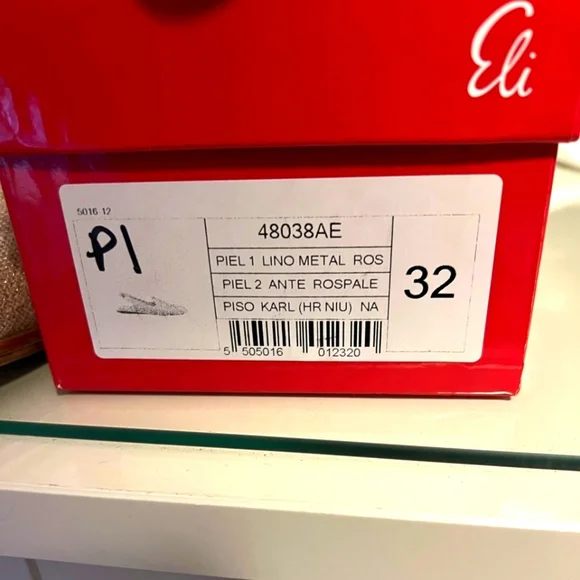 Eli
5016 12
P1
48038AE
PIEL 1 LINO METAL ROS
PIEL 2 ANTE ROSPALE
PISO KARL (HR NIU) NA
32
5 505016 012320